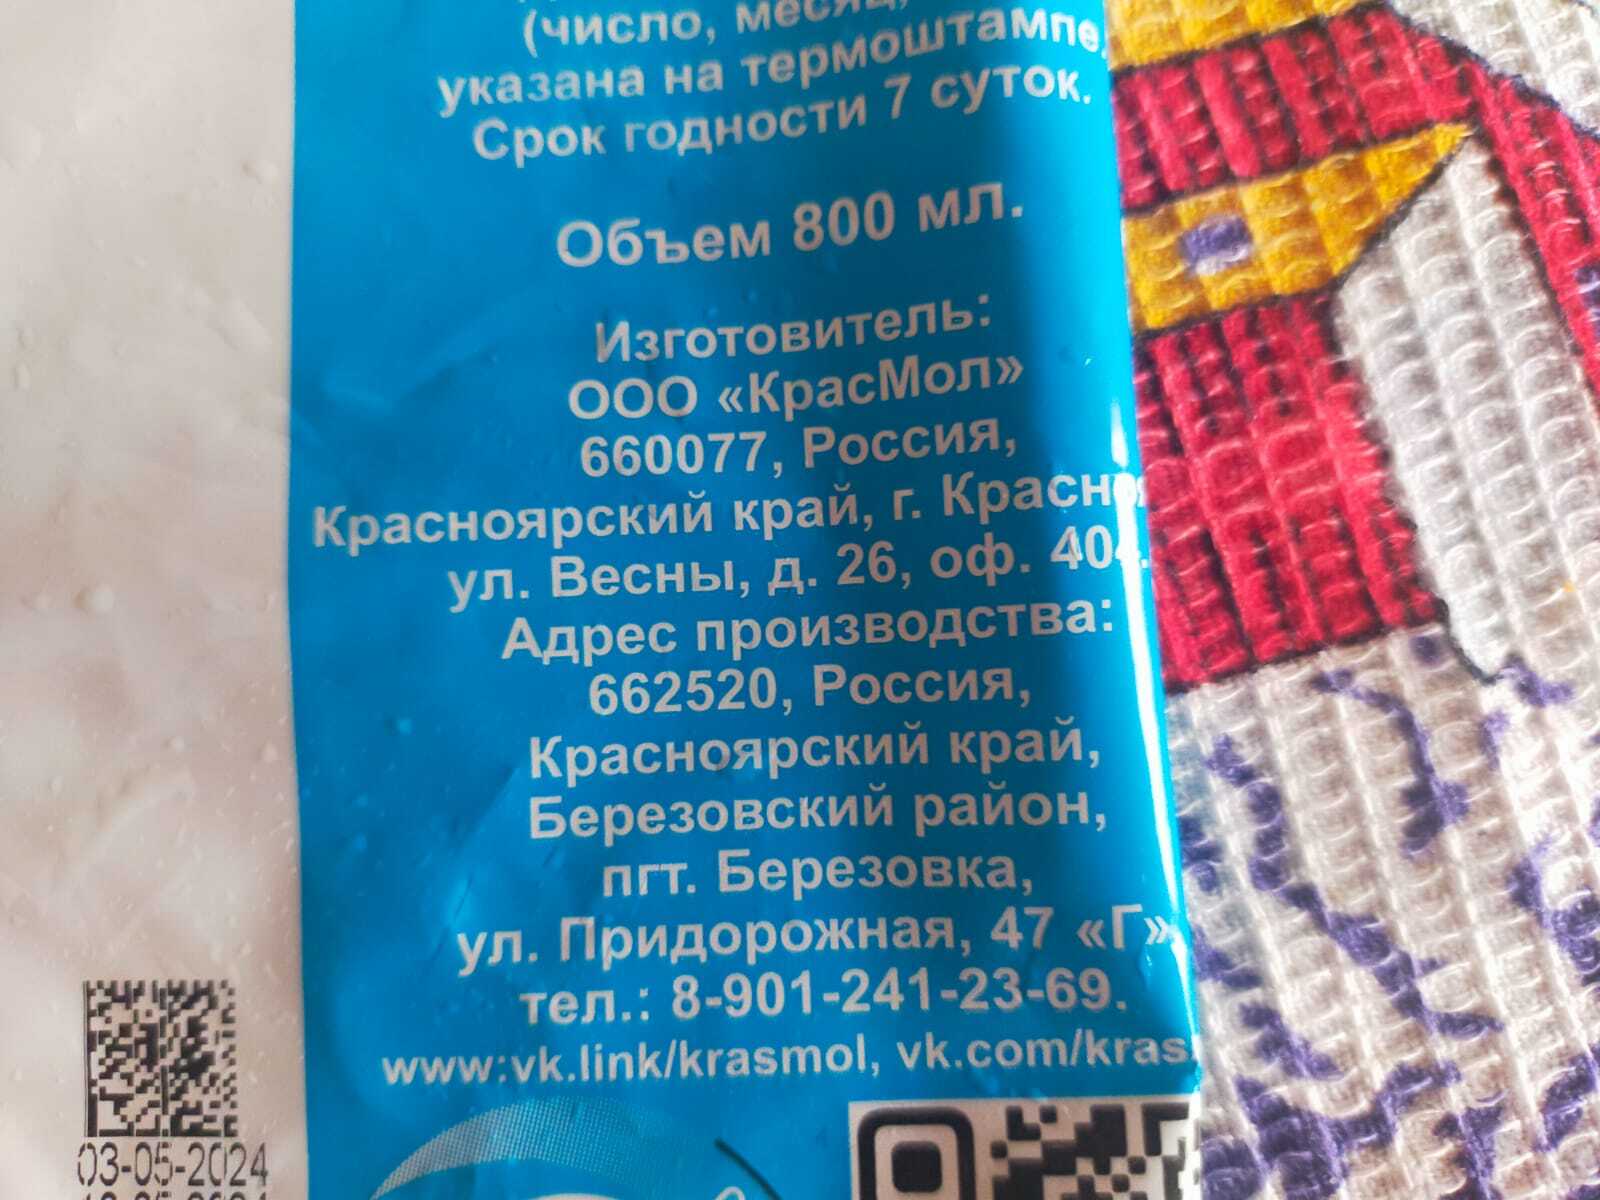 (число, месяц,
указана на термоштампе.
Срок годности 7 суток.
Объем 800 мл.
Изготовитель:
ООО «КрасМол»
660077, Россия,
Красноярский край, г.
ул. Весны, д. 26, оф. 404.
Адрес производства:
662520, Россия,
Красноярский край,
Березовский район,
пгт. Березовка,
ул. Придорожная, 47 «Г»
тел.: 8-901-241-23-69.
www:vk.link/krasmol, vk.com/kras
03-05-2024